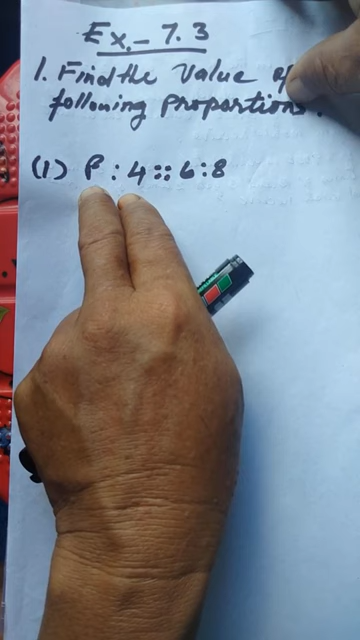 Ex.- 7.3
1. Find the Value of
following Proportions.
(1) P : 4 :: 6 : 8